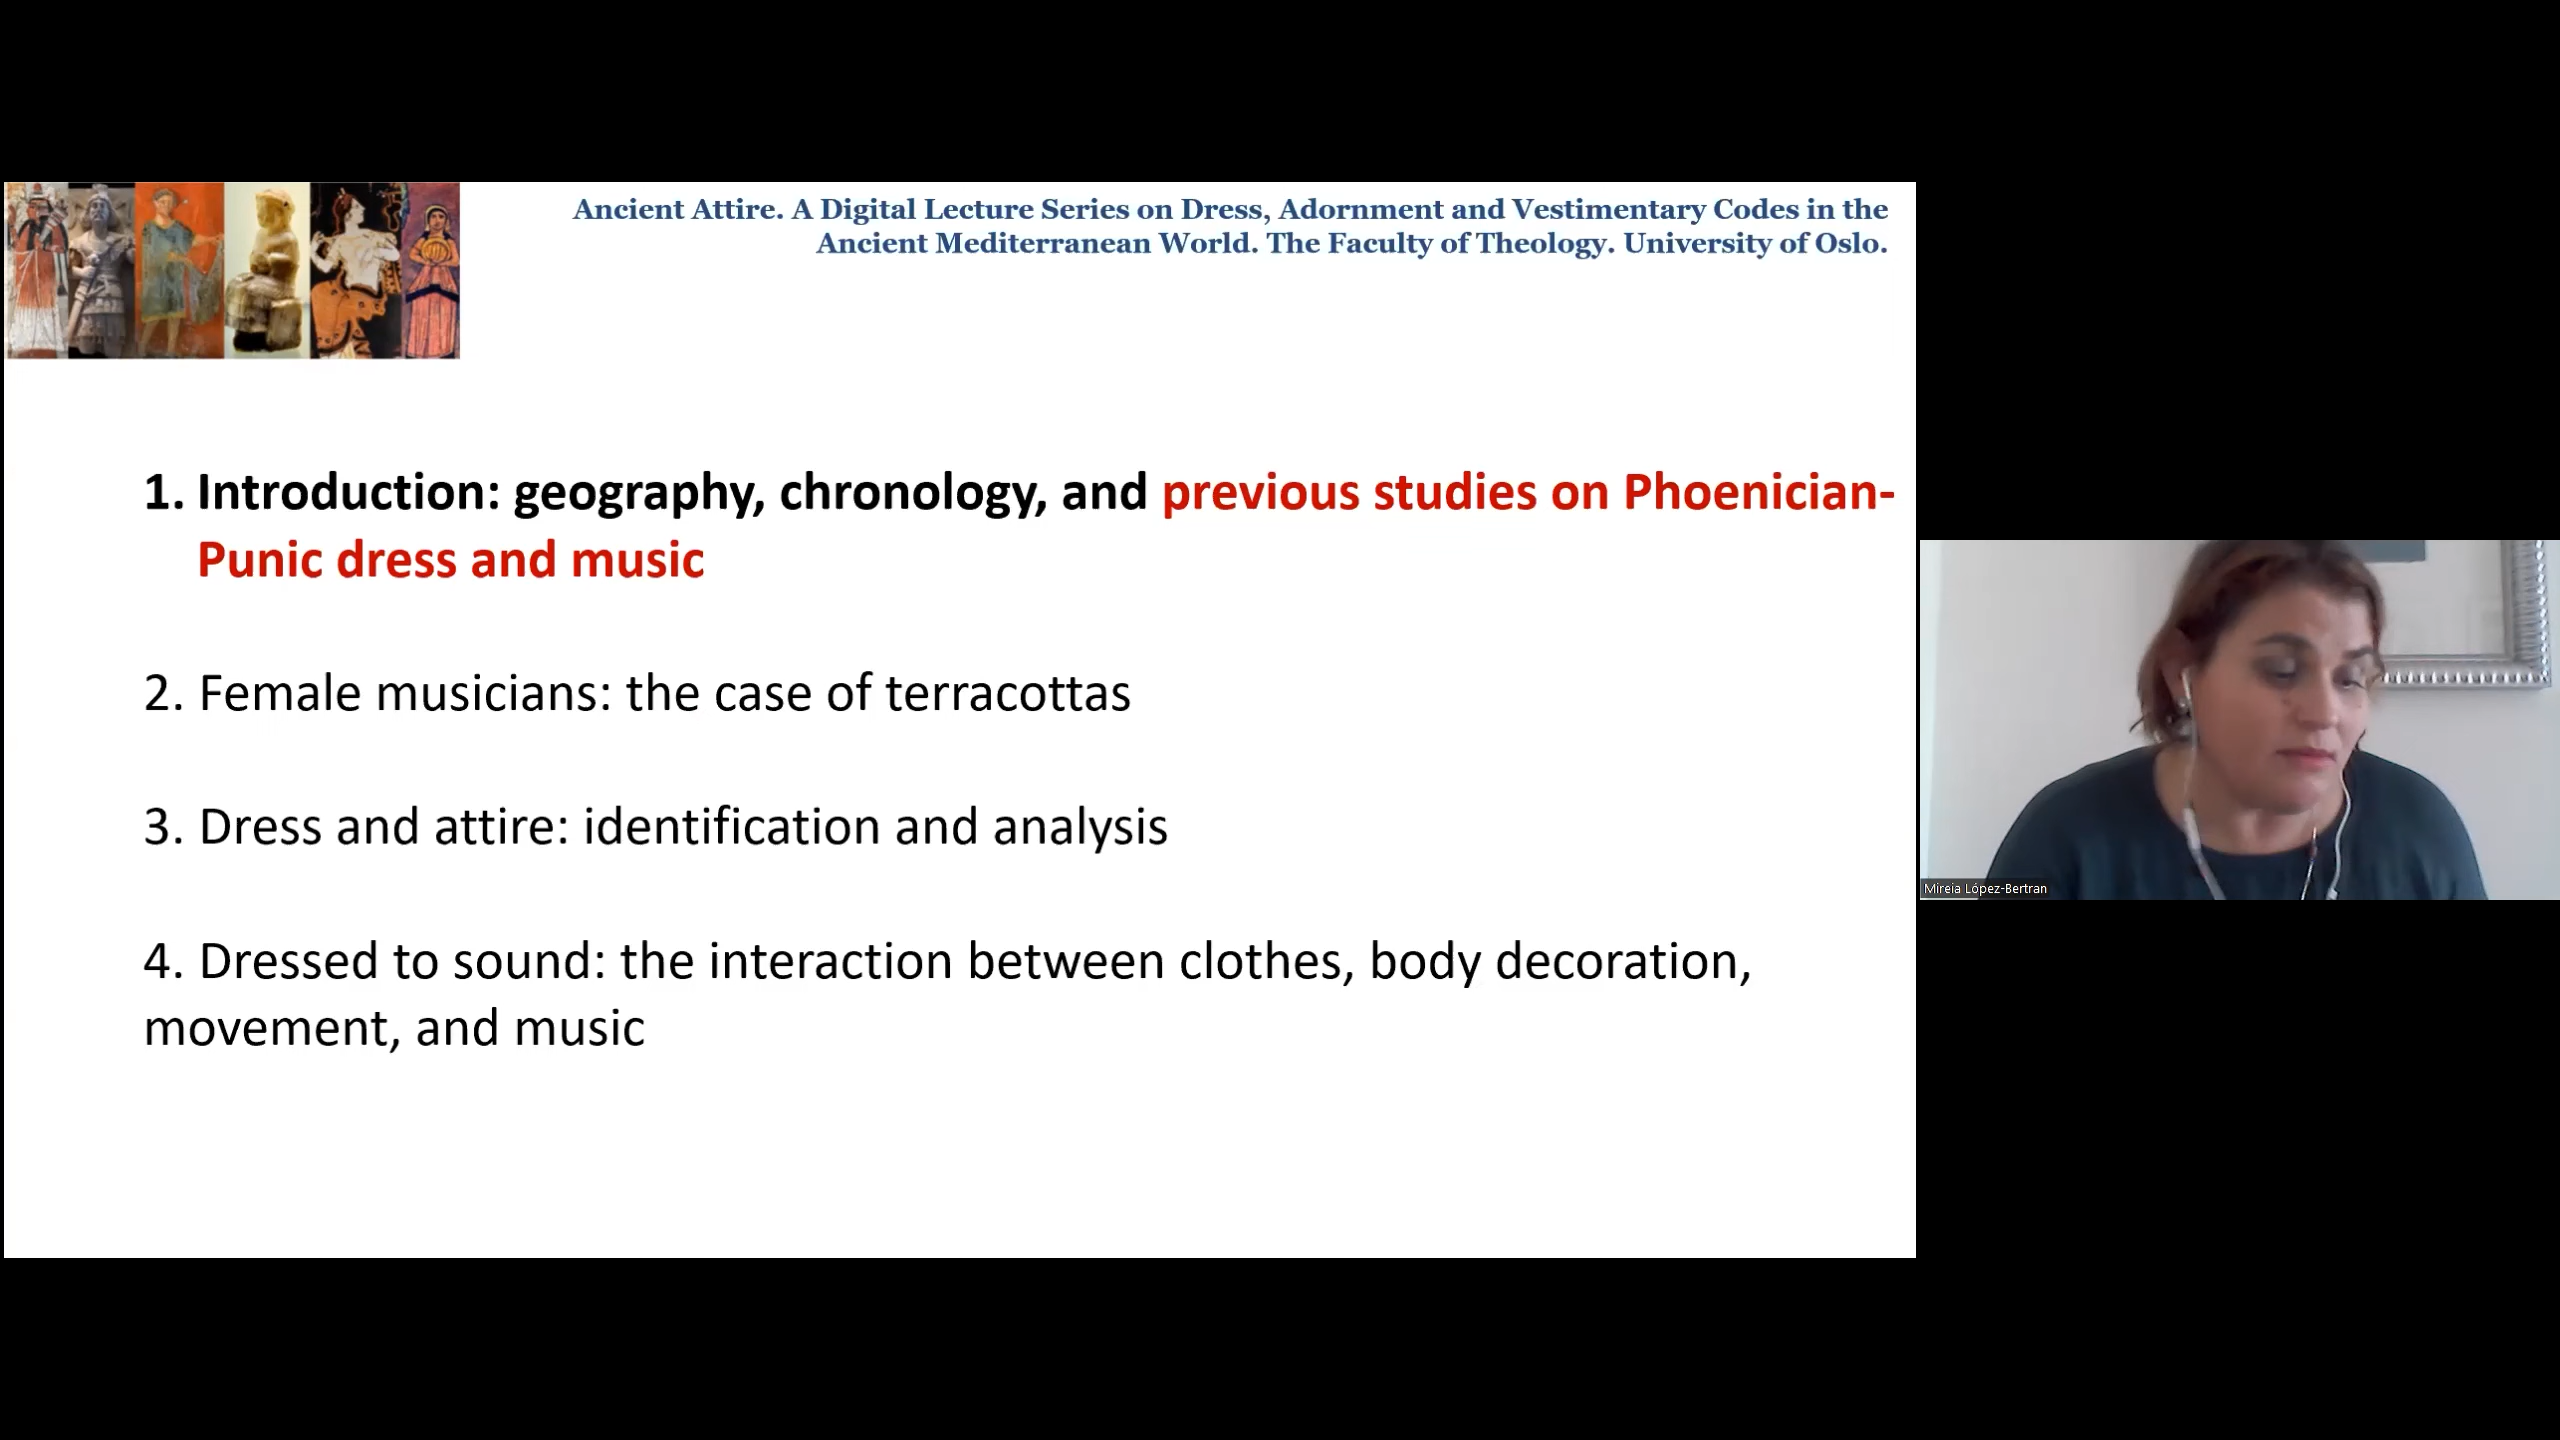 Ancient Attire. A Digital Lecture Series on Dress, Adornment and Vestimentary Codes in the
Ancient Mediterranean World. The Faculty of Theology. University of Oslo.
1. Introduction: geography, chronology, and previous studies on Phoenician-
Punic dress and music
2. Female musicians: the case of terracottas
3. Dress and attire: identification and analysis
4. Dressed to sound: the interaction between clothes, body decoration,
movement, and music
Mireia López-Bertran